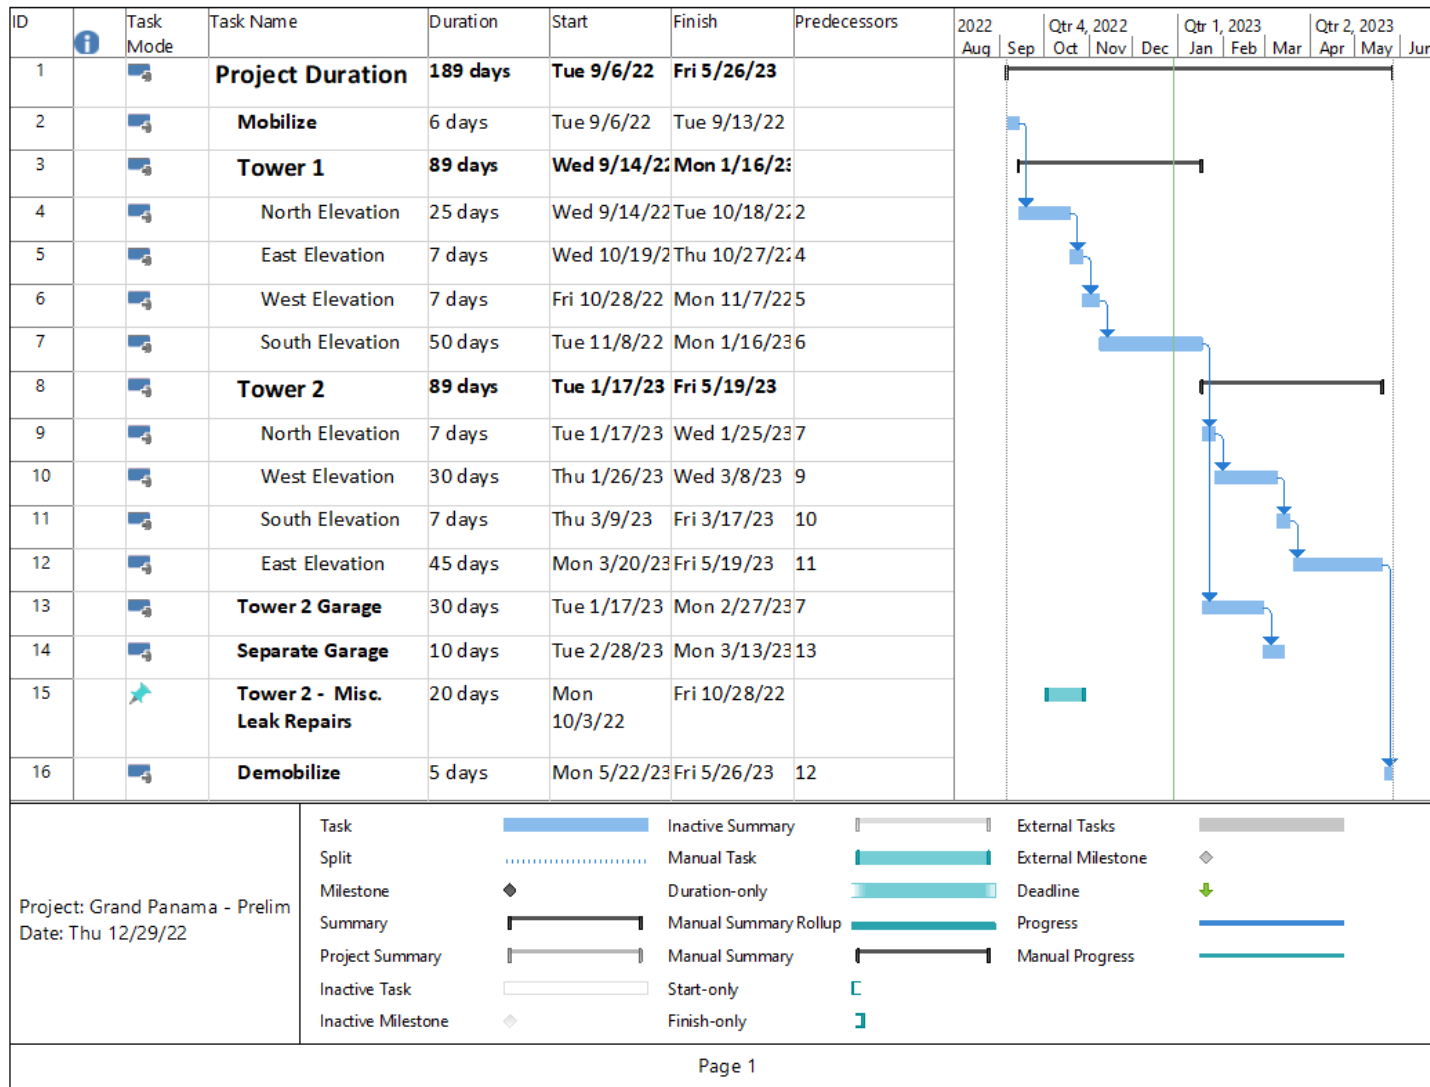 ID Task Mode Task Name Duration Start Finish Predecessors
2022 Qtr 4, 2022 Qtr 1, 2023 Qtr 2, 2023
Aug Sep Oct Nov Dec Jan Feb Mar Apr May Jun
1 Project Duration 189 days Tue 9/6/22 Fri 5/26/23
2 Mobilize 6 days Tue 9/6/22 Tue 9/13/22
3 Tower 1 89 days Wed 9/14/22 Mon 1/16/23
4 North Elevation 25 days Wed 9/14/22 Tue 10/18/22 2
5 East Elevation 7 days Wed 10/19/2 Thu 10/27/22 4
6 West Elevation 7 days Fri 10/28/22 Mon 11/7/22 5
7 South Elevation 50 days Tue 11/8/22 Mon 1/16/23 6
8 Tower 2 89 days Tue 1/17/23 Fri 5/19/23
9 North Elevation 7 days Tue 1/17/23 Wed 1/25/23 7
10 West Elevation 30 days Thu 1/26/23 Wed 3/8/23 9
11 South Elevation 7 days Thu 3/9/23 Fri 3/17/23 10
12 East Elevation 45 days Mon 3/20/23 Fri 5/19/23 11
13 Tower 2 Garage 30 days Tue 1/17/23 Mon 2/27/23 7
14 Separate Garage 10 days Tue 2/28/23 Mon 3/13/23 13
15 Tower 2 - Misc. 20 days Mon Fri 10/28/22
Leak Repairs 10/3/22
16 Demobilize 5 days Mon 5/22/23 Fri 5/26/23 12
Project: Grand Panama - Prelim
Date: Thu 12/29/22
Task Inactive Summary External Tasks
Split Manual Task External Milestone
Milestone Duration-only Deadline
Summary Manual Summary Rollup Progress
Project Summary Manual Summary Manual Progress
Inactive Task Start-only
Inactive Milestone Finish-only
Page 1